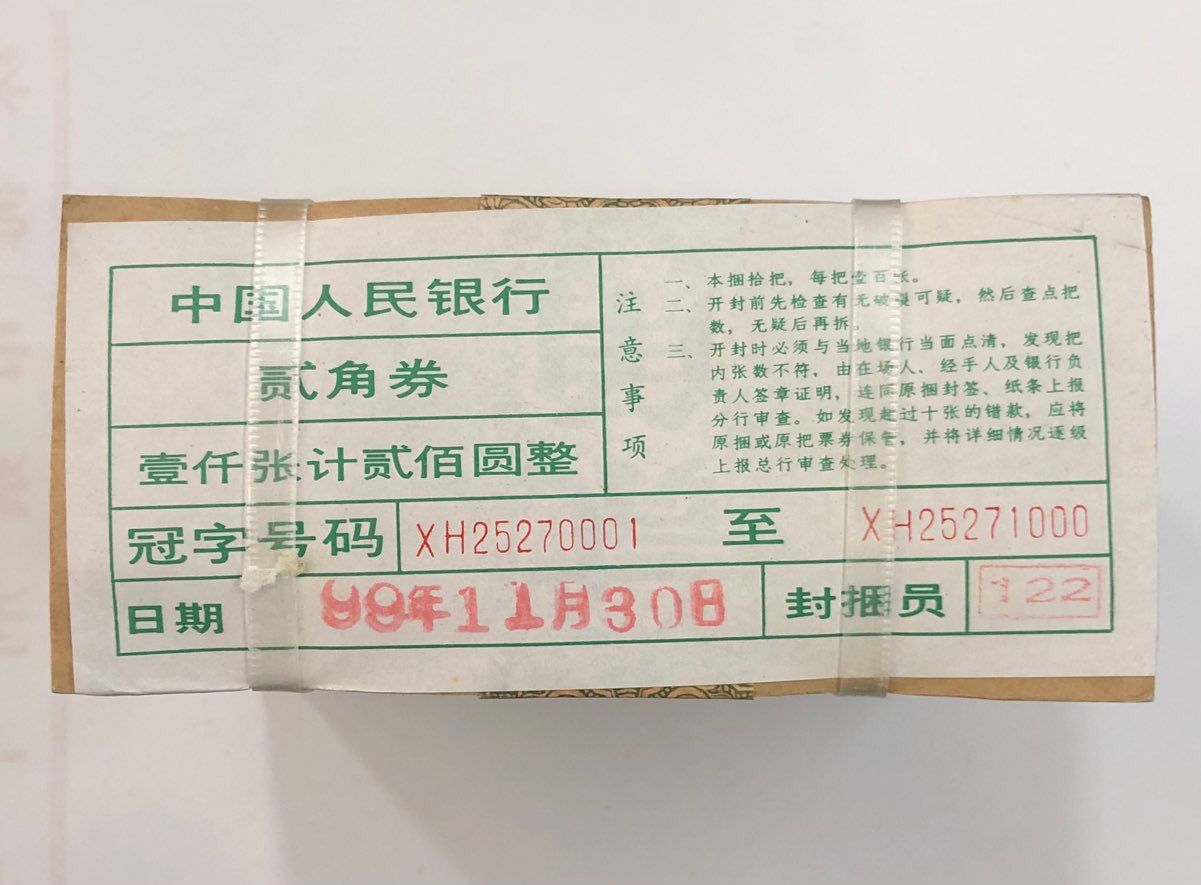 中国人民银行
贰角券
壹仟张计贰佰圆整
注意事项
一、本捆拾把，每把壹百张。
二、开封前先检查有无破裂可疑，然后查点把
数，无疑后再拆。
三、开封时必须与当地银行当面点清，发现把
内张数不符，由在场人、经手人及银行负
责人签章证明，连同原捆封签、纸条上报
分行审查。如发现超过十张的错款，应将
原捆或原把票券保管，并将详细情况逐级
上报总行审查处理。
冠字号码 XH25270001 至 XH25271000
日期 99年11月30日 封捆员 122